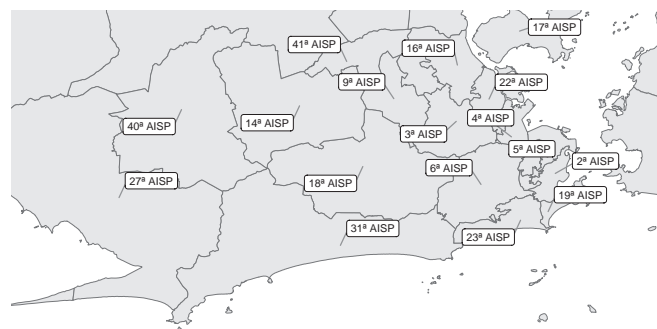 17ª AISP
41ª AISP
16ª AISP
9ª AISP
22ª AISP
4ª AISP
40ª AISP
14ª AISP
3ª AISP
5ª AISP
2ª AISP
6ª AISP
27ª AISP
18ª AISP
19ª AISP
31ª AISP
23ª AISP